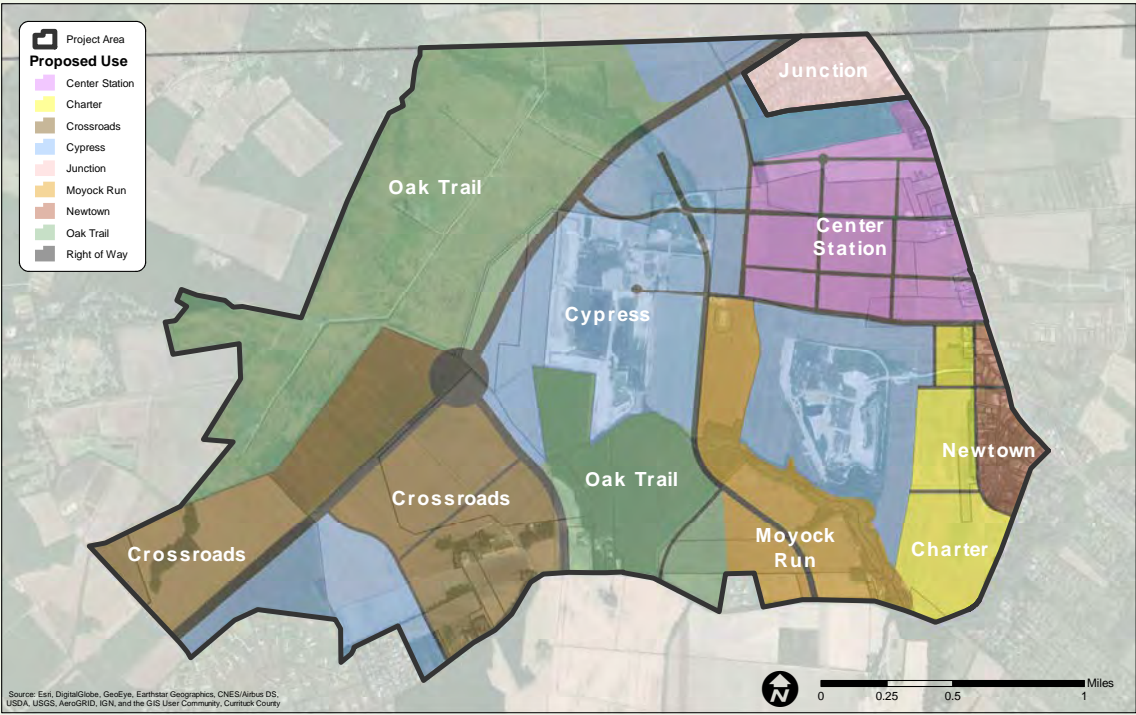 Project Area
Proposed Use
Center Station
Charter
Crossroads
Cypress
Junction
Moyock Run
Newtown
Oak Trail
Right of Way
Junction
Oak Trail
Center
Station
Cypress
Newtown
Oak Trail
Crossroads
Moyock
Run
Crossroads
Charter
Source: Esri, DigitalGlobe, GeoEye, Earthstar Geographics, CNES/Airbus DS,
USDA, USGS, AeroGRID, IGN, and the GIS User Community, Currituck County
N
Miles
0 0.25 0.5 1